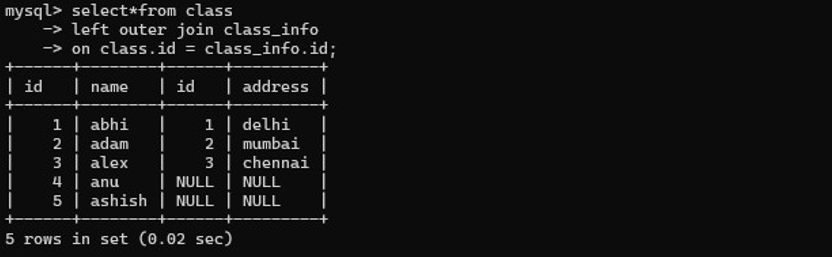 mysql> select*from class
    -> left outer join class_info
    -> on class.id = class_info.id;
+------+--------+------+---------+
| id   | name   | id   | address |
+------+--------+------+---------+
|    1 | abhi   |    1 | delhi   |
|    2 | adam   |    2 | mumbai  |
|    3 | alex   |    3 | chennai |
|    4 | anu    | NULL | NULL    |
|    5 | ashish | NULL | NULL    |
+------+--------+------+---------+
5 rows in set (0.02 sec)